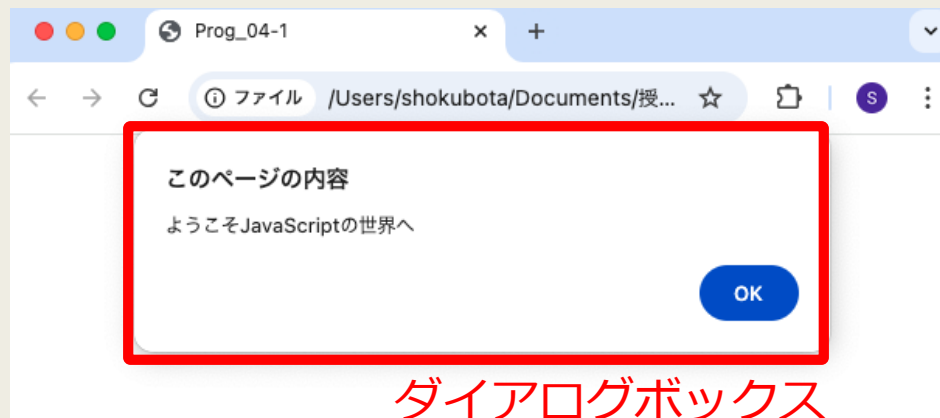 Prog_04-1
ファイル /Users/shokubota/Documents/授...
S
このページの内容
ようこそJavaScriptの世界へ
OK
ダイアログボックス